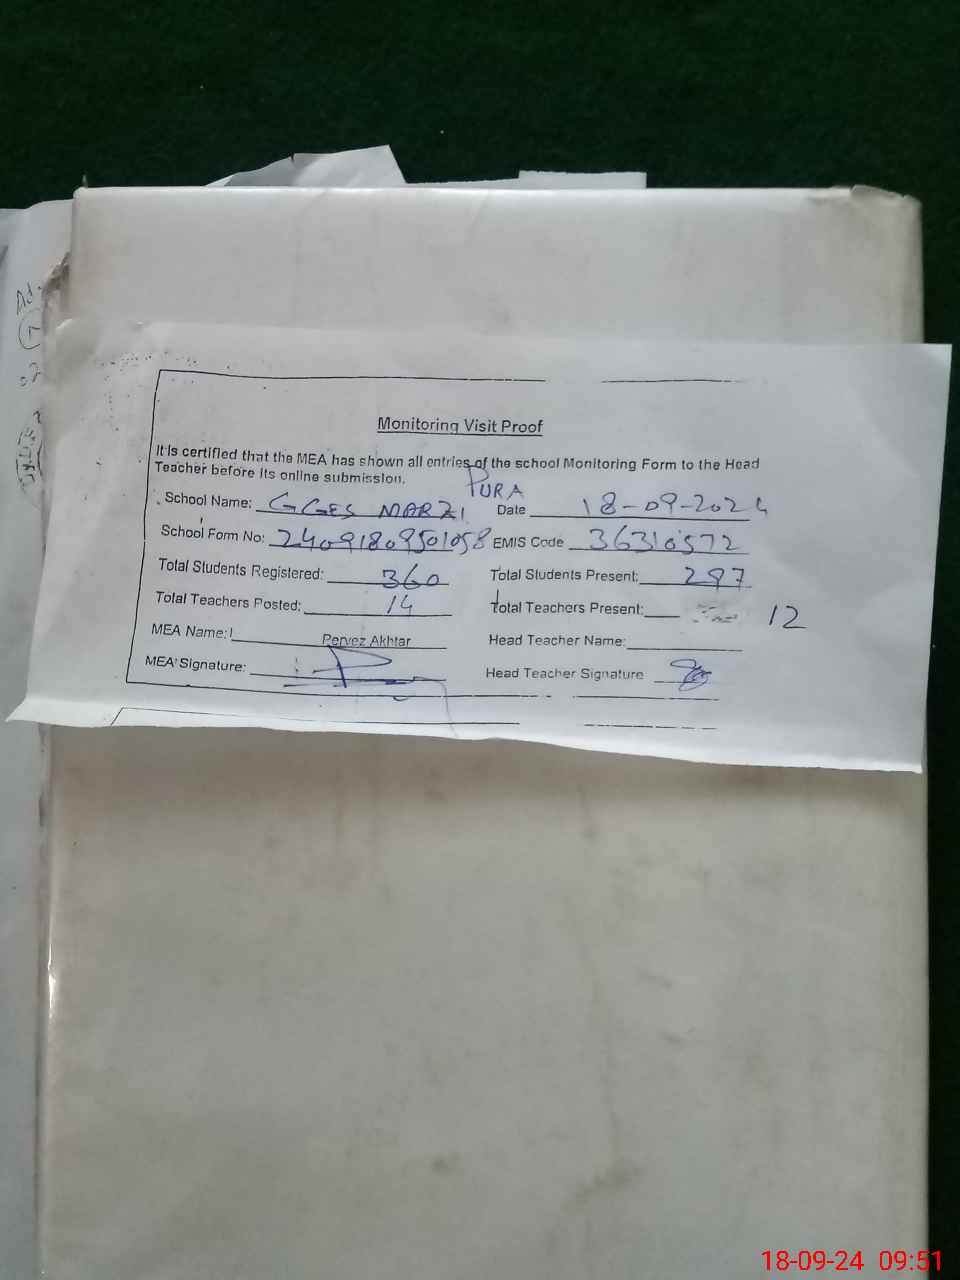 Monitoring Visit Proof
It is certified that the MEA has shown all entries of the school Monitoring Form to the Head
Teacher before its online submission.
School Name: GGES MARZI PURA Date 18-09-2024
School Form No: 24091809501058 EMIS Code 36310572
Total Students Registered: 360 Total Students Present: 297
Total Teachers Posted: 14 Total Teachers Present: 12
MEA Name: Pervez Akhtar Head Teacher Name:
MEA Signature: Head Teacher Signature
18-09-24 09:51